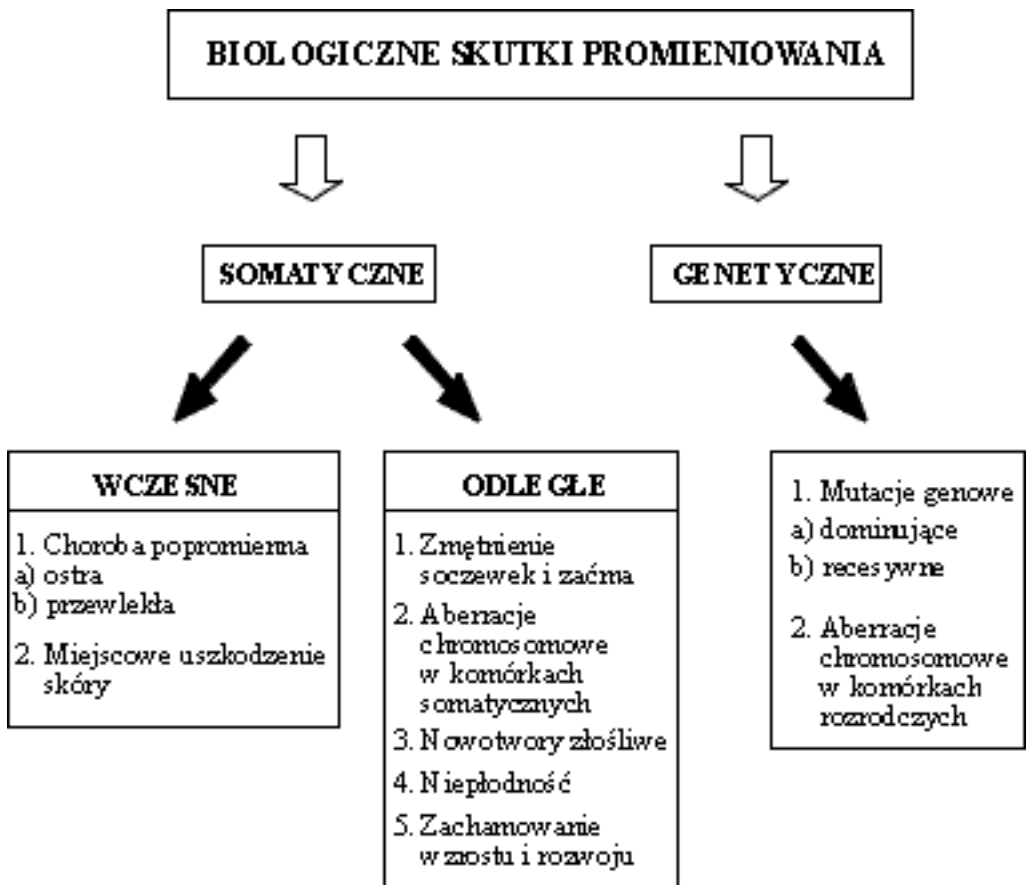 BIOLOGICZNE SKUTKI PROMIENIOWANIA
SOMATYCZNE
GENETYCZNE
WCZESNE
1. Choroba popromienna
a) ostra
b) przewlekła
2. Miejscowe uszkodzenie
skóry
ODLEGŁE
1. Zmętnienie
soczewek i zaćma
2. Aberracje
chromosomowe
w komórkach
somatycznych
3. Nowotwory złośliwe
4. Niepłodność
5. Zachamowanie
wzrostu i rozwoju
1. Mutacje genowe
a) dominujące
b) recesywne
2. Aberracje
chromosomowe
w komórkach
rozrodczych